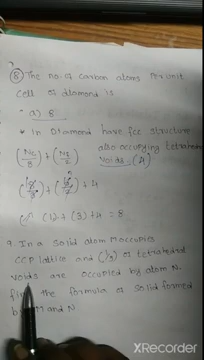 ⑧ The no. of carbon atoms Per unit
cell of diamond is
a) 8
* In Diamond have fcc structure
also occupying tetrahedral
voids. (4)
(Nc/8) + (Nf/2)
(8/8) + (6/2) + 4
(1) + (3) + 4 = 8
9. In a solid atom M occupies
CCP lattice and (1/3) of tetrahedral
voids are occupied by atom N.
find the formula of solid formed
by M and N
XRecorder